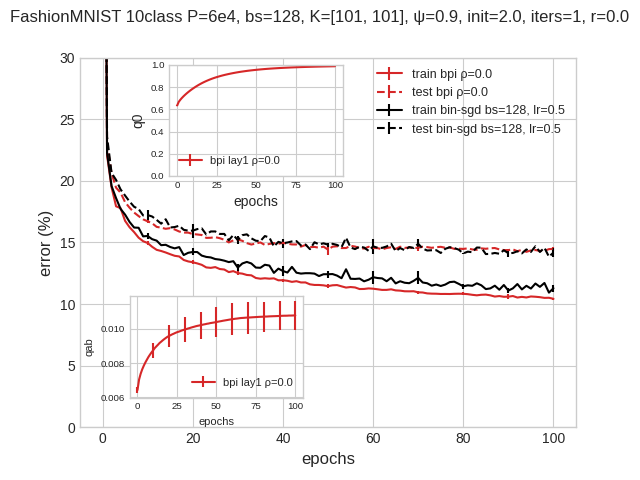 FashionMNIST 10class P=6e4, bs=128, K=[101, 101], ψ=0.9, init=2.0, iters=1, r=0.0
error (%)
30
25
20
15
10
5
0
0 20 40 60 80 100
epochs
train bpi ρ=0.0
test bpi ρ=0.0
train bin-sgd bs=128, lr=0.5
test bin-sgd bs=128, lr=0.5
q0
1.0
0.8
0.6
0.4
0.2
0.0
bpi lay1 ρ=0.0
0 25 50 75 100
epochs
qab
0.010
0.008
0.006
bpi lay1 ρ=0.0
0 25 50 75 100
epochs